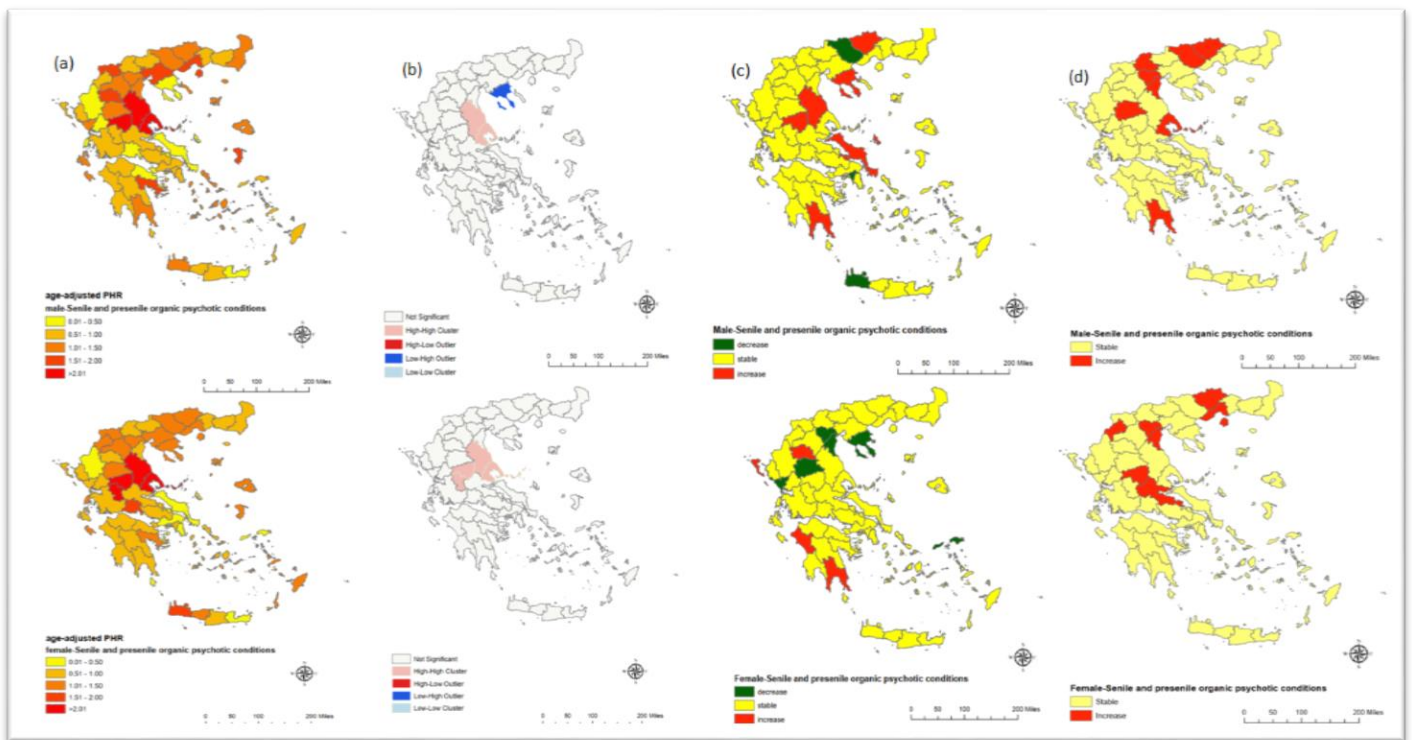 (a)
age-adjusted PHR
male-Senile and presenile organic psychotic conditions
0.01 - 0.50
0.51 - 1.00
1.01 - 1.50
1.51 - 2.00
>2.01
0 50 100 200 Miles
(b)
Not Significant
High-High Cluster
High-Low Outlier
Low-High Outlier
Low-Low Cluster
0 50 100 200 Miles
(c)
Male-Senile and presenile organic psychotic conditions
decrease
stable
increase
0 50 100 200 Miles
(d)
Male-Senile and presenile organic psychotic conditions
Stable
Increase
0 50 100 200 Miles
age-adjusted PHR
female-Senile and presenile organic psychotic conditions
0.01 - 0.50
0.51 - 1.00
1.01 - 1.50
1.51 - 2.00
>2.01
0 50 100 200 Miles
Not Significant
High-High Cluster
High-Low Outlier
Low-High Outlier
Low-Low Cluster
0 50 100 200 Miles
Female-Senile and presenile organic psychotic conditions
decrease
stable
increase
0 50 100 200 Miles
Female-Senile and presenile organic psychotic conditions
Stable
Increase
0 50 100 200 Miles